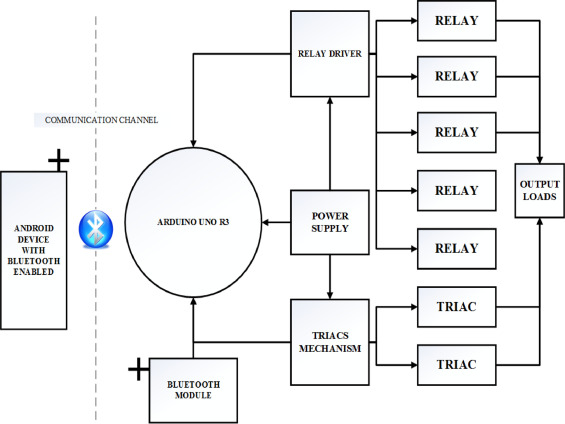 RELAY DRIVER
RELAY
RELAY
RELAY
RELAY
RELAY
COMMUNICATION CHANNEL
ANDROID
DEVICE
WITH
BLUETOOTH
ENABLED
ARDUINO UNO R3
POWER
SUPPLY
OUTPUT
LOADS
TRIACS
MECHANISM
TRIAC
TRIAC
BLUETOOTH
MODULE